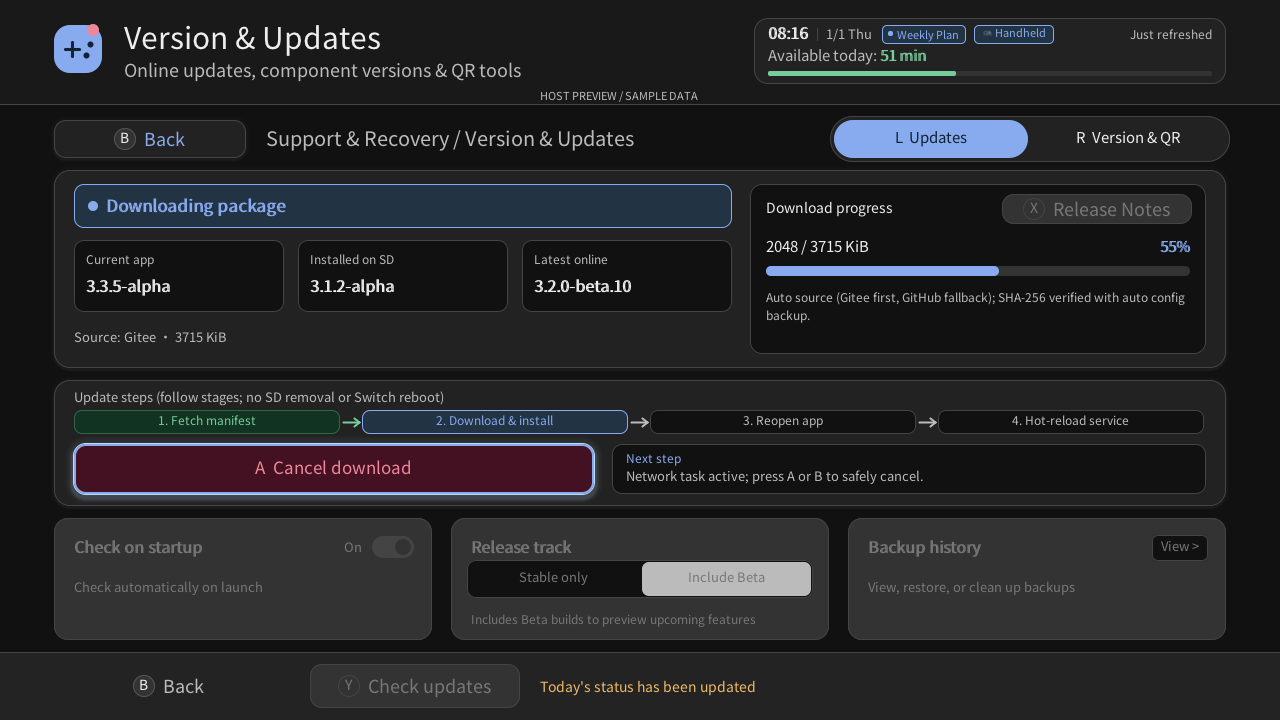 Version & Updates
Online updates, component versions & QR tools
08:16 | 1/1 Thu Weekly Plan Handheld Just refreshed
Available today: 51 min
HOST PREVIEW / SAMPLE DATA
B Back
Support & Recovery / Version & Updates
L Updates
R Version & QR
Downloading package
Current app
3.3.5-alpha
Installed on SD
3.1.2-alpha
Latest online
3.2.0-beta.10
Source: Gitee · 3715 KiB
Download progress
X Release Notes
2048 / 3715 KiB 55%
Auto source (Gitee first, GitHub fallback); SHA-256 verified with auto config
backup.
Update steps (follow stages; no SD removal or Switch reboot)
1. Fetch manifest
2. Download & install
3. Reopen app
4. Hot-reload service
A Cancel download
Next step
Network task active; press A or B to safely cancel.
Check on startup On
Check automatically on launch
Release track
Stable only
Include Beta
Includes Beta builds to preview upcoming features
Backup history View >
View, restore, or clean up backups
B Back
Y Check updates
Today's status has been updated